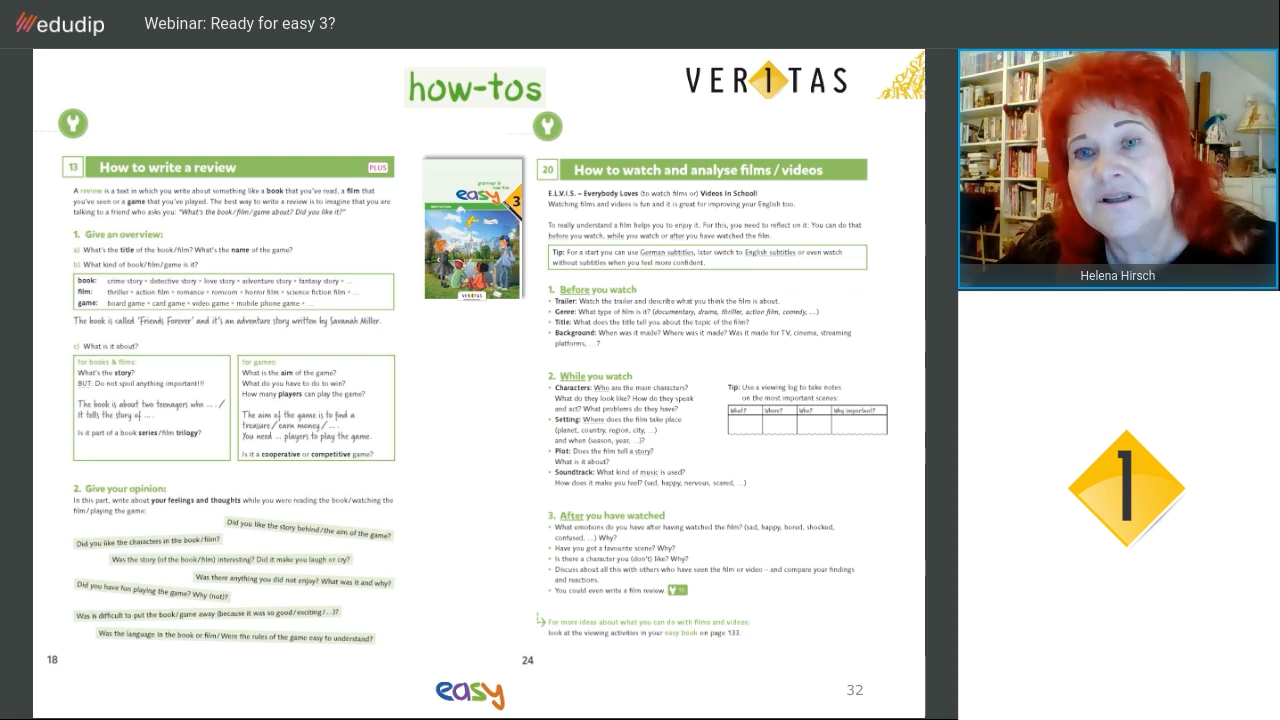 edudip
Webinar: Ready for easy 3?
how-tos
VER1TAS
13 How to write a review PLUS
A review is a text in which you write about something like a book that you've read, a film that
you've seen or a game that you've played. The best way to write a review is to imagine that you are
talking to a friend who asks you: "What's the book/film/game about? Did you like it?"
1. Give an overview:
a) What's the title of the book/film? What's the name of the game?
b) What kind of book/film/game is it?
book: crime story • detective story • love story • adventure story • fantasy story • ...
film: thriller • action film • romance • romcom • horror film • science fiction film • ...
game: board game • card game • video game • mobile phone game • ...
The book is called 'Friends Forever' and it's an adventure story written by Savanah Miller.
c) What is it about?
for books & films:
What's the story?
BUT: Do not spoil anything important!!!
The book is about two teenagers who ... . /
It tells the story of ... .
Is it part of a book series/film trilogy?
for games:
What is the aim of the game?
What do you have to do to win?
How many players can play the game?
The aim of the game is to find a
treasure/earn money/... .
You need ... players to play the game.
Is it a cooperative or competitive game?
2. Give your opinion:
In this part, write about your feelings and thoughts while you were reading the book/watching the
film/playing the game:
Did you like the story behind/the aim of the game?
Did you like the characters in the book/film?
Was the story (of the book/film) interesting? Did it make you laugh or cry?
Was there anything you did not enjoy? What was it and why?
Did you have fun playing the game? Why (not)?
Was is difficult to put the book/game away (because it was so good/exciting/...)?
Was the language in the book or film/Were the rules of the game easy to understand?
18
grammar &
how-tos
easy 3
VERITAS
20 How to watch and analyse films / videos
E.L.V.I.S. – Everybody Loves (to watch films or) Videos In School!
Watching films and videos is fun and it is great for improving your English too.
To really understand a film helps you to enjoy it. For this, you need to reflect on it: You can do that
before you watch, while you watch or after you have watched the film.
Tip: For a start you can use German subtitles, later switch to English subtitles or even watch
without subtitles when you feel more confident.
1. Before you watch
• Trailer: Watch the trailer and describe what you think the film is about.
• Genre: What type of film is it? (documentary, drama, thriller, action film, comedy, ...)
• Title: What does the title tell you about the topic of the film?
• Background: When was it made? Where was it made? Was it made for TV, cinema, streaming
platforms, ...?
2. While you watch
• Characters: Who are the main characters?
What do they look like? How do they speak
and act? What problems do they have?
• Setting: Where does the film take place
(planet, country, region, city, ...)
and when (season, year, ...)?
• Plot: Does the film tell a story?
What is it about?
• Soundtrack: What kind of music is used?
How does it make you feel? (sad, happy, nervous, scared, ...)
Tip: Use a viewing log to take notes
on the most important scenes:
What? Where? Who? Why important?
3. After you have watched
• What emotions do you have after having watched the film? (sad, happy, bored, shocked,
confused, ...) Why?
• Have you got a favourite scene? Why?
• Is there a character you (don't) like? Why?
• Discuss about all this with others who have seen the film or video – and compare your findings
and reactions.
• You could even write a film review.
For more ideas about what you can do with films and videos:
look at the viewing activities in your easy book on page 133.
24
easy
32
Helena Hirsch
1